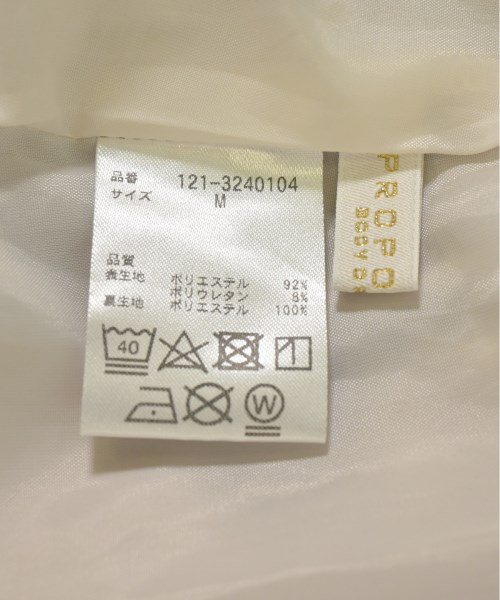 品番 121-3240104
サイズ M
品質
表生地 ポリエステル 92%
ポリウレタン 8%
裏生地 ポリエステル 100%
40
W
PROPO
BODY